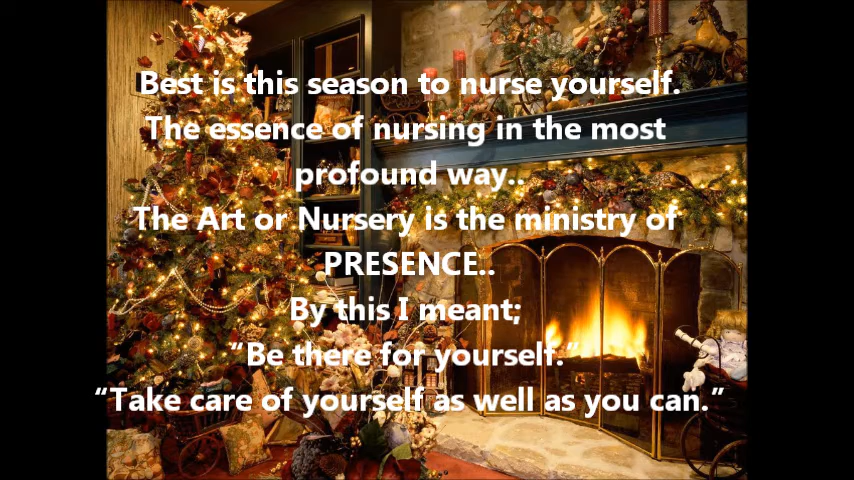 Best is this season to nurse yourself.
The essence of nursing in the most
profound way..
The Art or Nursery is the ministry of
PRESENCE..
By this I meant;
“Be there for yourself.”
“Take care of yourself as well as you can.”